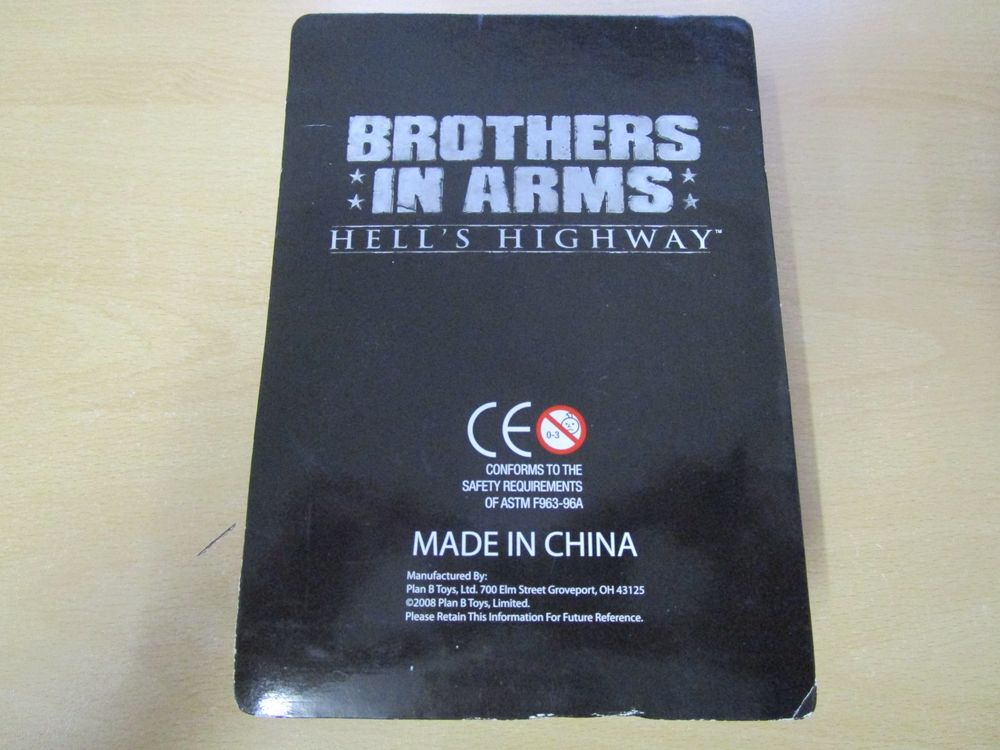 BROTHERS
IN ARMS
HELL'S HIGHWAY™
CE 0-3
CONFORMS TO THE
SAFETY REQUIREMENTS
OF ASTM F963-96A
MADE IN CHINA
Manufactured By:
Plan B Toys, Ltd. 700 Elm Street Groveport, OH 43125
©2008 Plan B Toys, Limited.
Please Retain This Information For Future Reference.